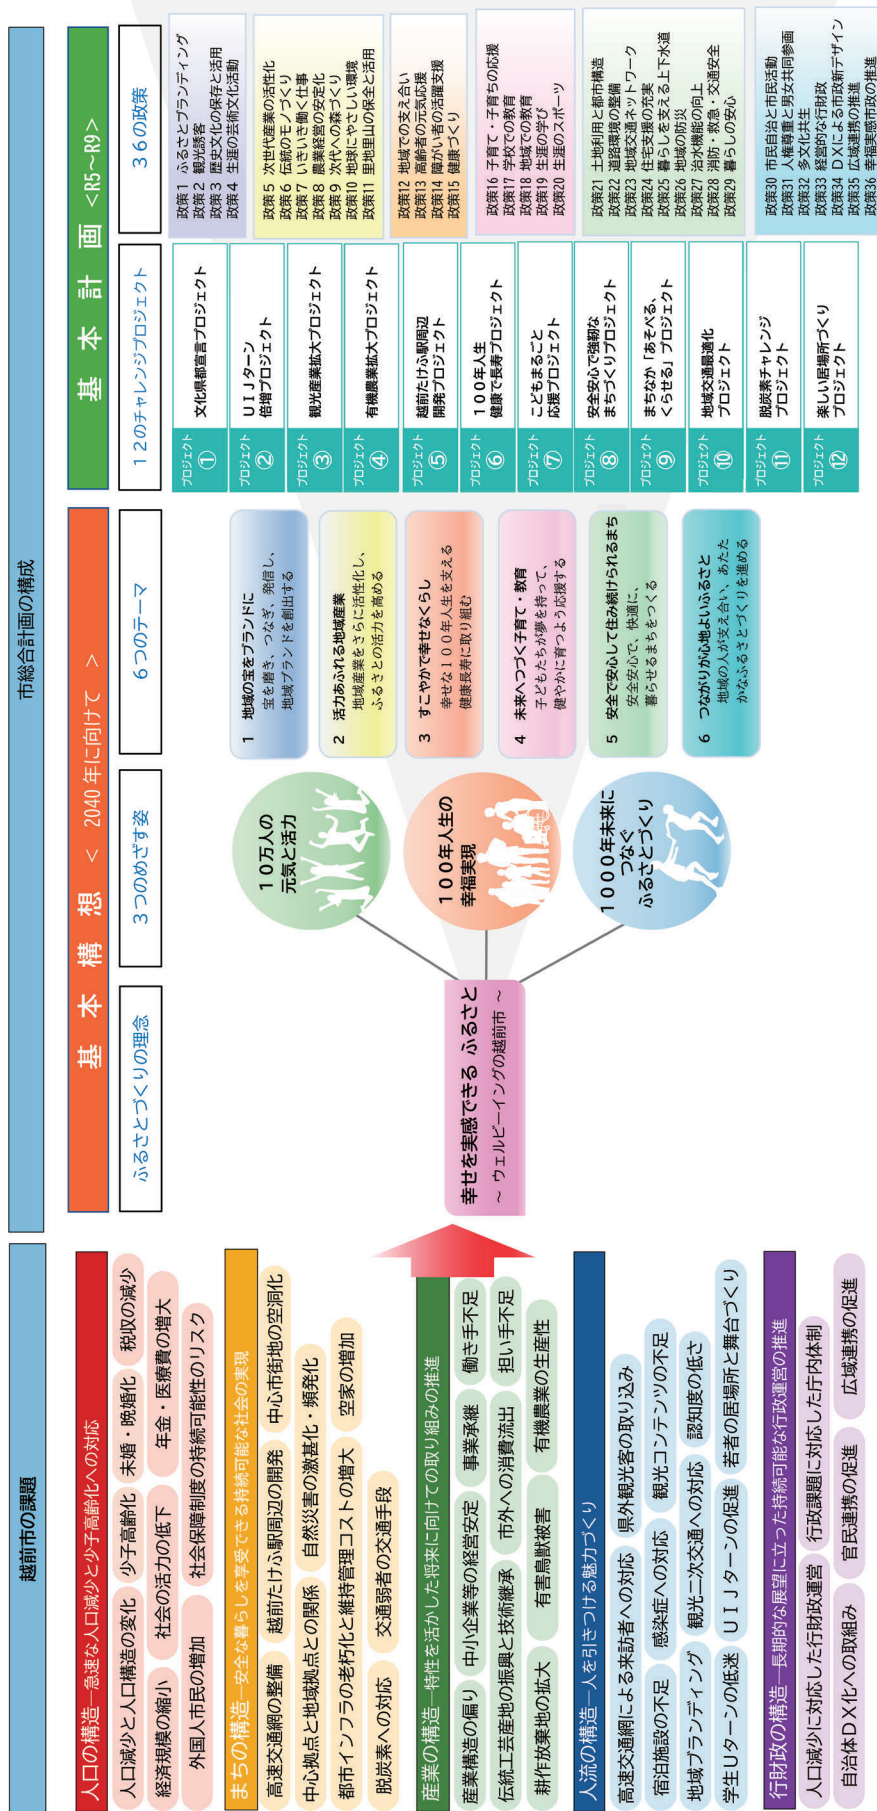 越前市の課題
人口の構造―急速な人口減少と少子高齢化への対応
人口減少と人口構造の変化
少子高齢化
未婚・晩婚化
税収の減少
経済規模の縮小
社会の活力の低下
年金・医療費の増大
外国人市民の増加
社会保障制度の持続可能性のリスク
まちの構造―安全な暮らしを享受できる持続可能な社会の実現
高速交通網の整備
越前たけふ駅周辺の開発
中心市街地の空洞化
中心拠点と地域拠点との関係
自然災害の激甚化・頻発化
都市インフラの老朽化と維持管理コストの増大
空家の増加
脱炭素への対応
交通弱者の交通手段
産業の構造―特性を活かした将来に向けての取り組みの推進
産業構造の偏り
中小企業等の経営安定
事業承継
働き手不足
伝統工芸産地の振興と技術継承
市外への消費流出
担い手不足
耕作放棄地の拡大
有害鳥獣被害
有機農業の生産性
人流の構造―人を引きつける魅力づくり
高速交通網による来訪者への対応
県外観光客の取り込み
宿泊施設の不足
感染症への対応
観光コンテンツの不足
地域ブランディング
観光二次交通への対応
認知度の低さ
学生Uターンの低迷
UIJターンの促進
若者の居場所と舞台づくり
行財政の構造―長期的な展望に立った持続可能な行政運営の推進
人口減少に対応した行財政運営
行政課題に対応した庁内体制
自治体DX化への取組み
官民連携の促進
広域連携の促進
市総合計画の構成
基本構想 < 2040年に向けて >
ふるさとづくりの理念
幸せを実感できる ふるさと
～ ウェルビーイングの越前市 ～
3つのめざす姿
10万人の
元気と活力
100年人生の
幸福実現
1000年未来に
つなぐ
ふるさとづくり
6つのテーマ
1 地域の宝をブランドに
宝を磨き、つなぎ、発信し、
地域ブランドを創出する
2 活力あふれる地域産業
地域産業をさらに活性化し、
ふるさとの活力を高める
3 すこやかで幸せなくらし
幸せな100年人生を支える
健康長寿に取り組む
4 未来へつづく子育て・教育
子どもたちが夢を持って、
健やかに育つよう応援する
5 安全で安心して住み続けられるまち
安全安心で、快適に、
暮らせるまちをつくる
6 つながりが心地よいふるさと
地域の人が支え合い、あたた
かなふるさとづくりを進める
基本計画 <R5～R9>
12のチャレンジプロジェクト
プロジェクト
①
文化県都宣言プロジェクト
プロジェクト
②
UIJターン
倍増プロジェクト
プロジェクト
③
観光産業拡大プロジェクト
プロジェクト
④
有機農業拡大プロジェクト
プロジェクト
⑤
越前たけふ駅周辺
開発プロジェクト
プロジェクト
⑥
100年人生
健康で長寿プロジェクト
プロジェクト
⑦
こどもまるごと
応援プロジェクト
プロジェクト
⑧
安全安心で強靭な
まちづくりプロジェクト
プロジェクト
⑨
まちなか「あそべる、
くらせる」プロジェクト
プロジェクト
⑩
地域交通最適化
プロジェクト
プロジェクト
⑪
脱炭素チャレンジ
プロジェクト
プロジェクト
⑫
楽しい居場所づくり
プロジェクト
36の政策
政策1 ふるさとブランディング
政策2 観光誘客
政策3 歴史文化の保存と活用
政策4 生涯の芸術文化活動
政策5 次世代産業の活性化
政策6 伝統のモノづくり
政策7 いきいき働く仕事
政策8 農業経営の安定化
政策9 次代への森づくり
政策10 地球にやさしい環境
政策11 里地里山の保全と活用
政策12 地域での支え合い
政策13 高齢者の元気応援
政策14 障がい者の活躍支援
政策15 健康づくり
政策16 子育て・子育ちの応援
政策17 学校での教育
政策18 地域での教育
政策19 生涯の学び
政策20 生涯のスポーツ
政策21 土地利用と都市構造
政策22 道路環境の整備
政策23 地域交通ネットワーク
政策24 住宅支援の充実
政策25 暮らしを支える上下水道
政策26 地域の防災
政策27 治水機能の向上
政策28 消防・救急・交通安全
政策29 暮らしの安心
政策30 市民自治と市民活動
政策31 人権尊重と男女共同参画
政策32 多文化共生
政策33 経営的な行財政
政策34 DXによる市政新デザイン
政策35 広域連携の推進
政策36 幸福実感市政の推進